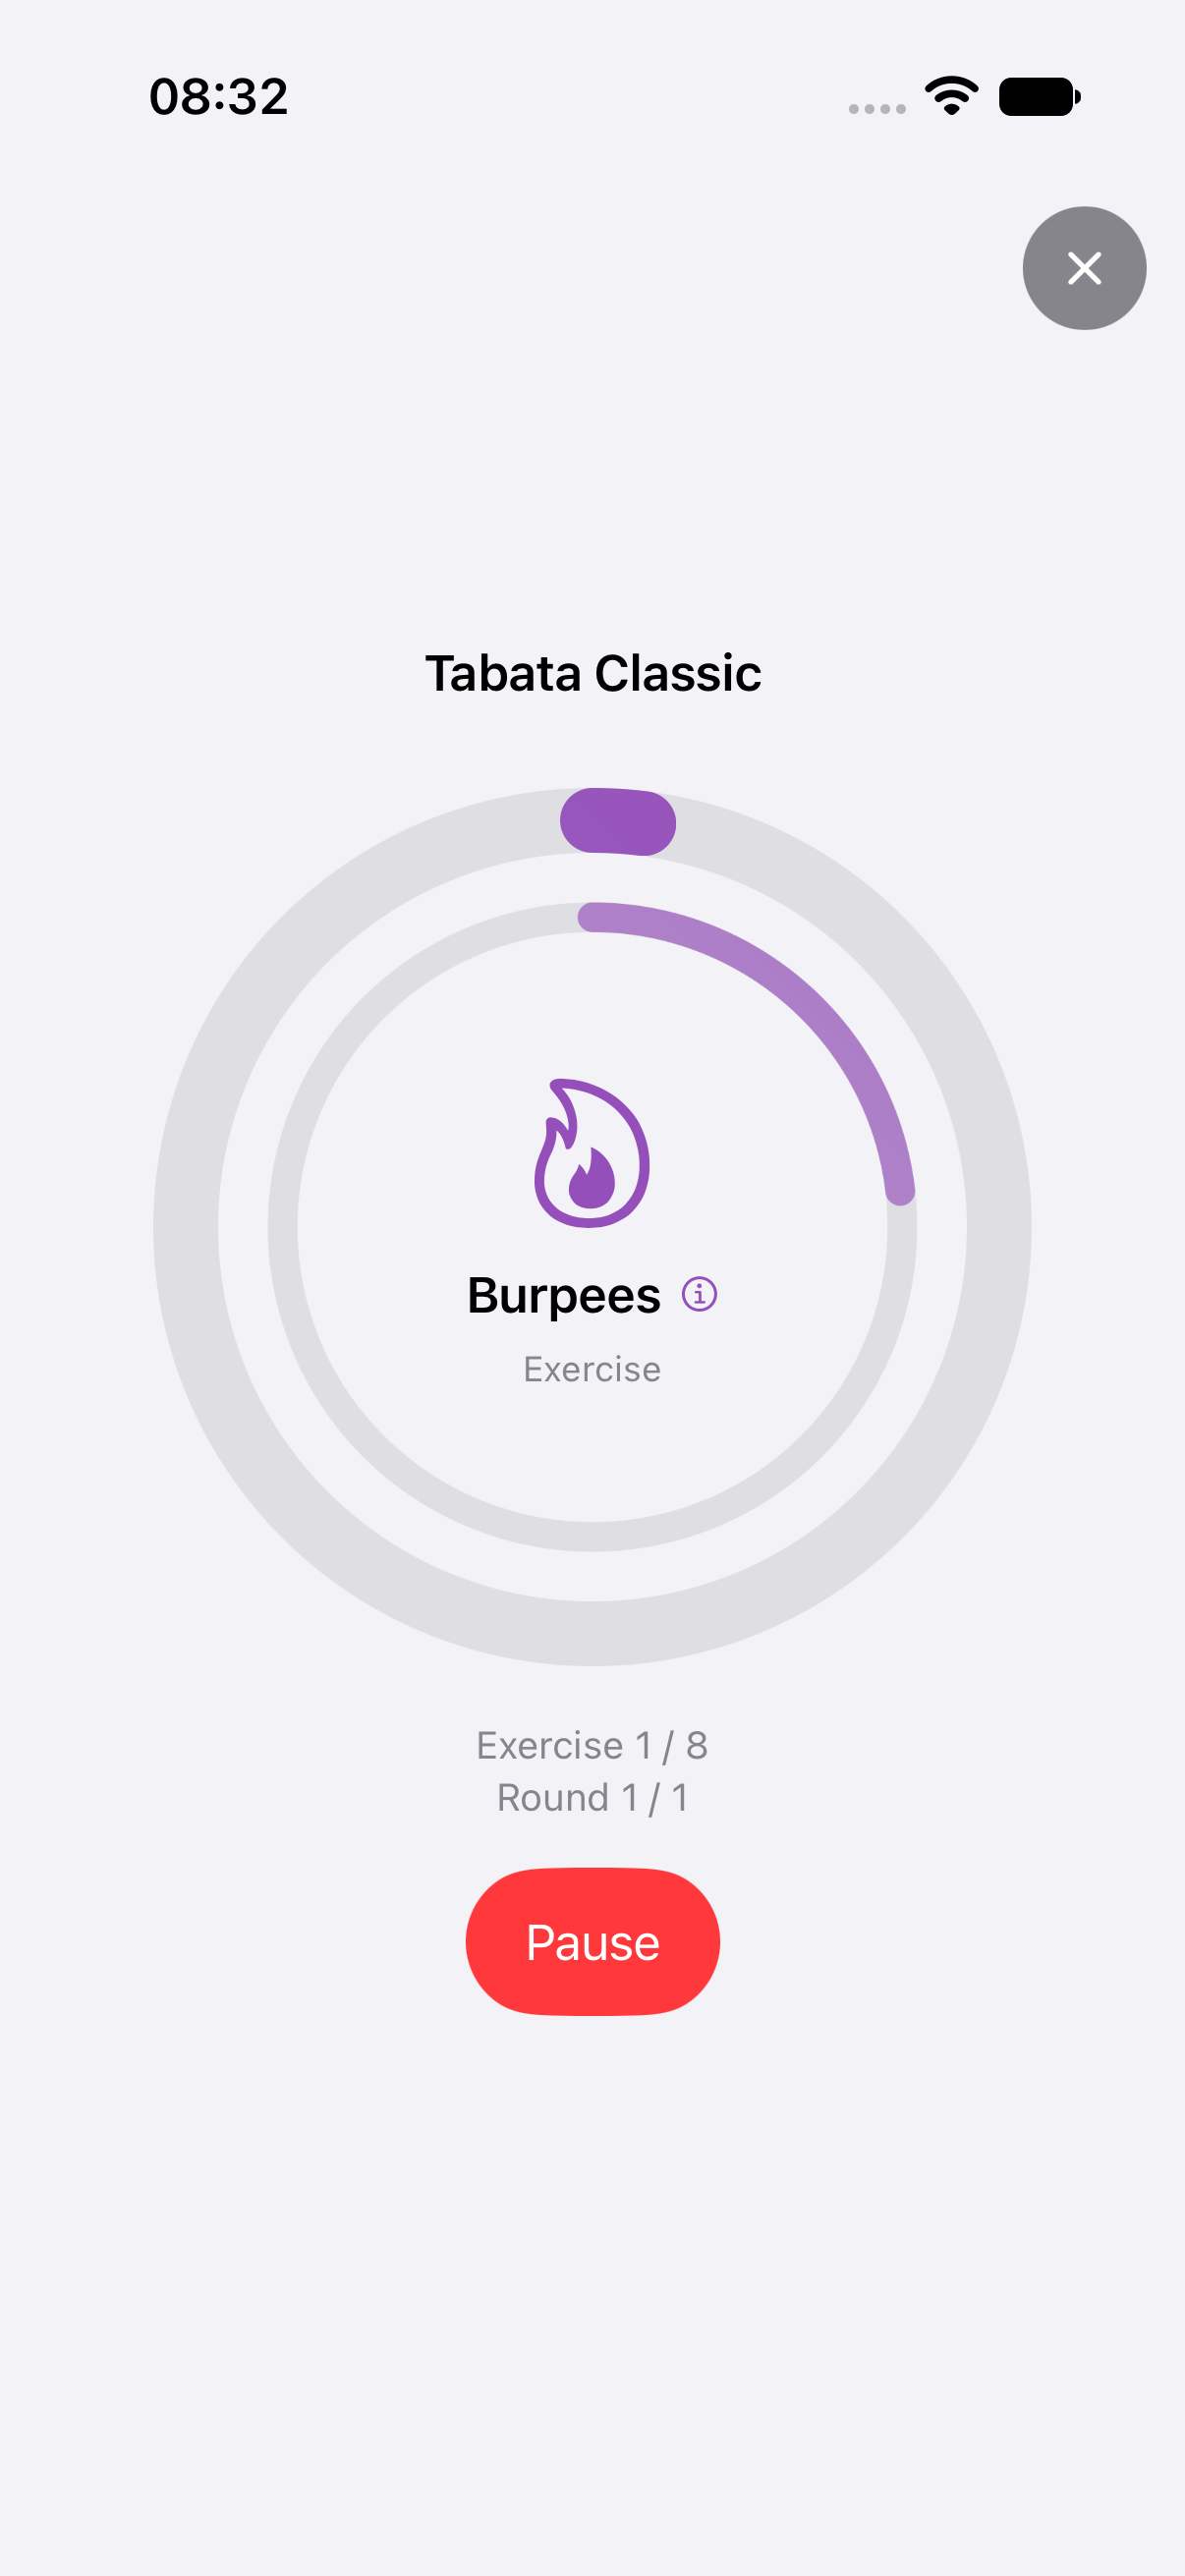 08:32
Tabata Classic
Burpees
Exercise
Exercise 1 / 8
Round 1 / 1
Pause